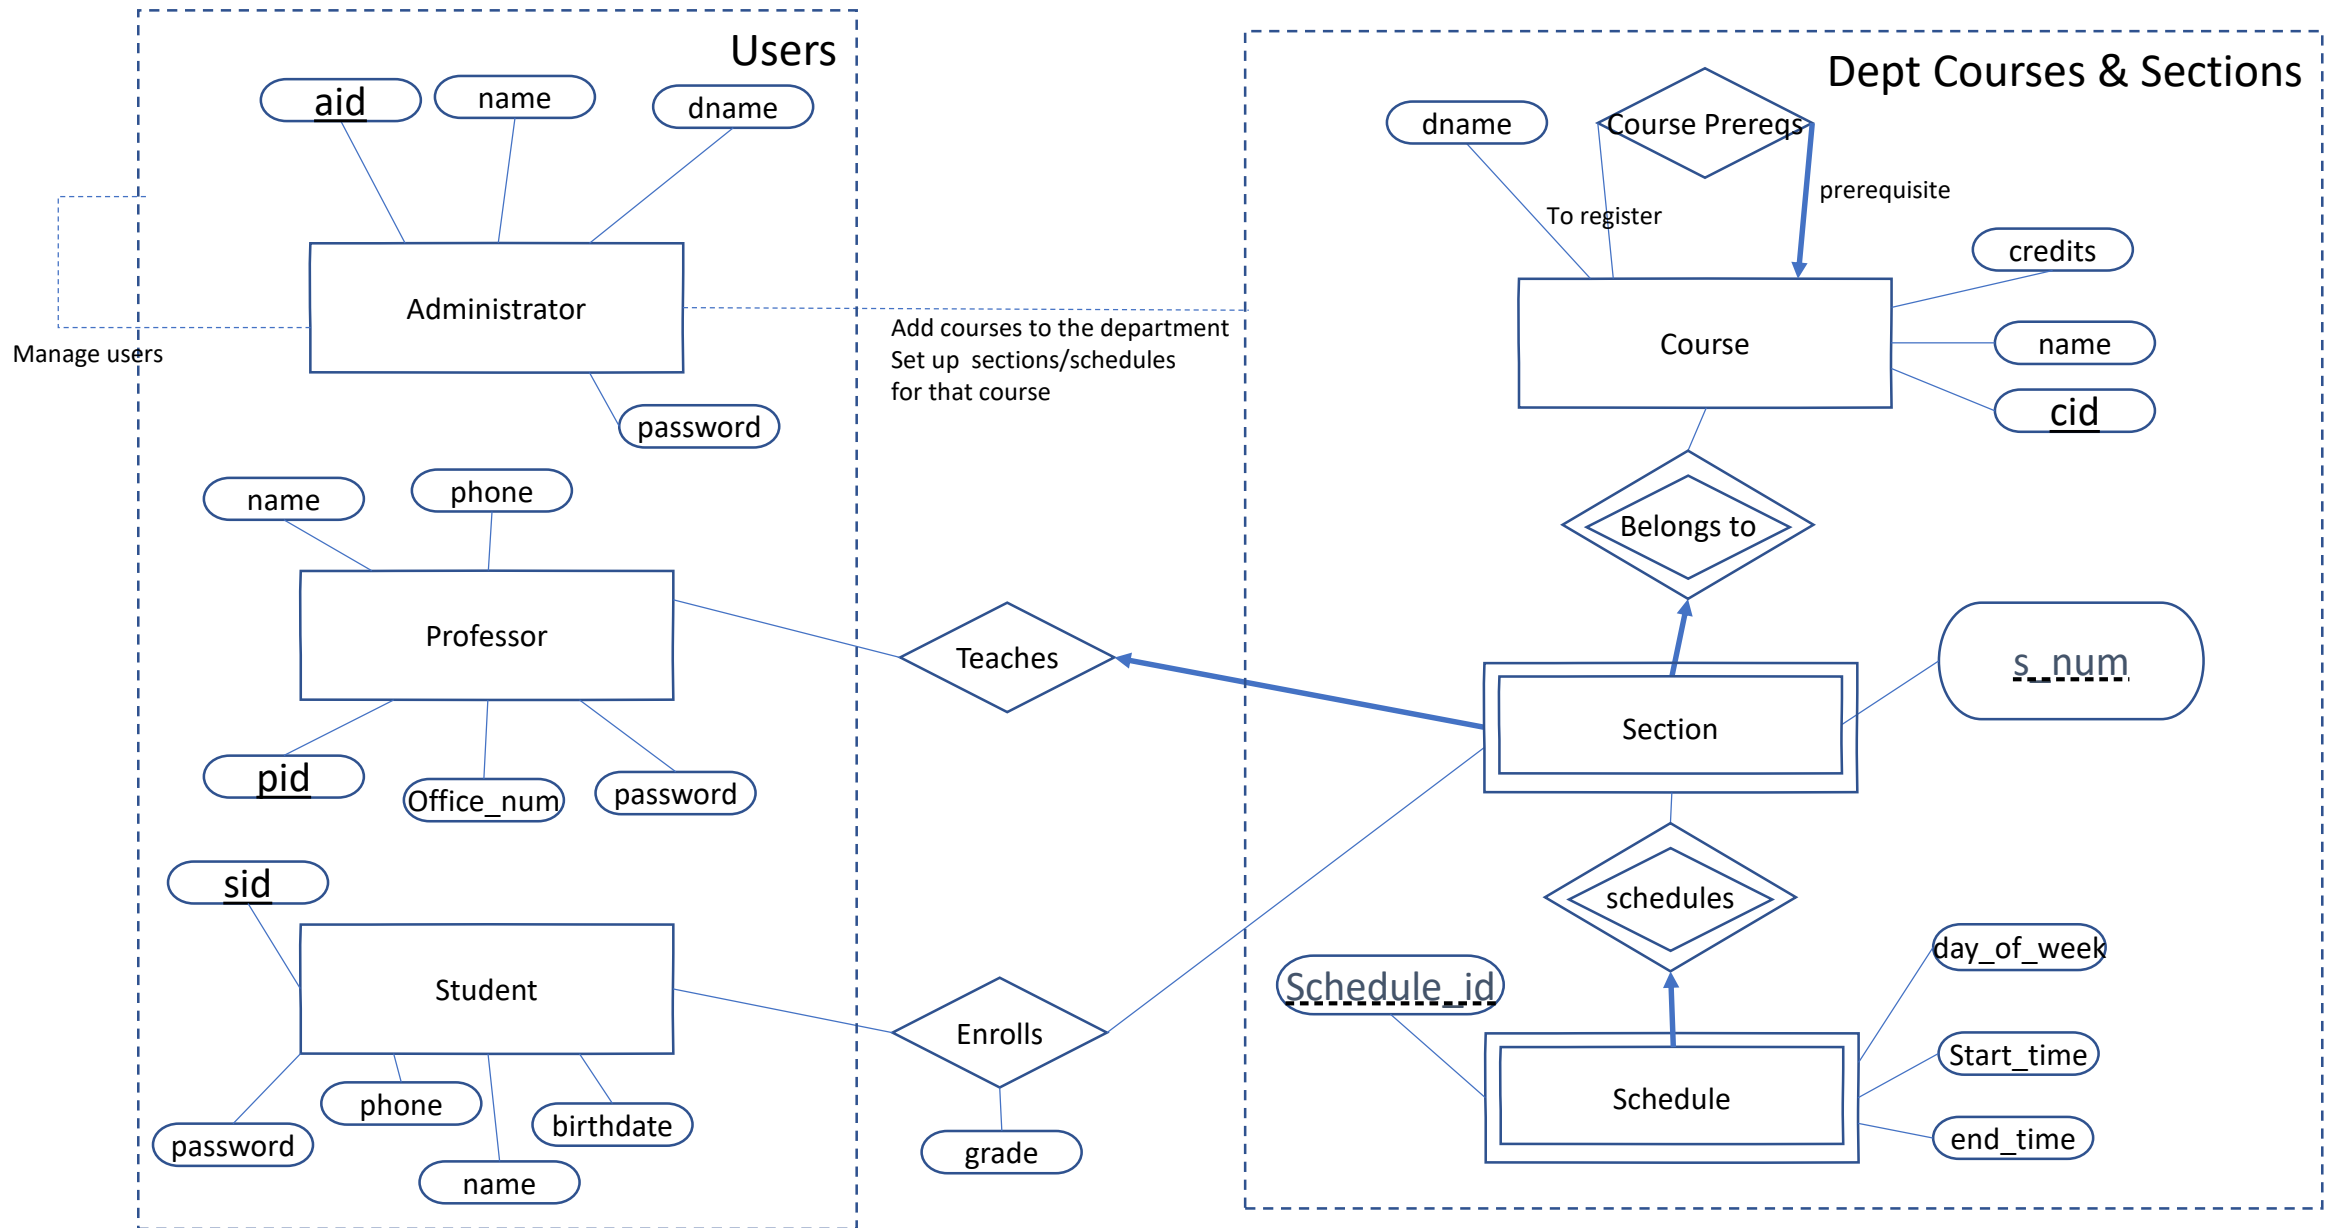 Users
Dept Courses & Sections
aid
name
dname
dname
Course Prereqs
prerequisite
To register
credits
Administrator
Add courses to the department
Set up  sections/schedules
for that course
Manage users
Course
name
cid
password
name
phone
Belongs to
Professor
Teaches
s_num
Section
pid
Office_num
password
sid
schedules
day_of_week
Schedule_id
Student
Enrolls
Start_time
Schedule
phone
birthdate
password
name
grade
end_time